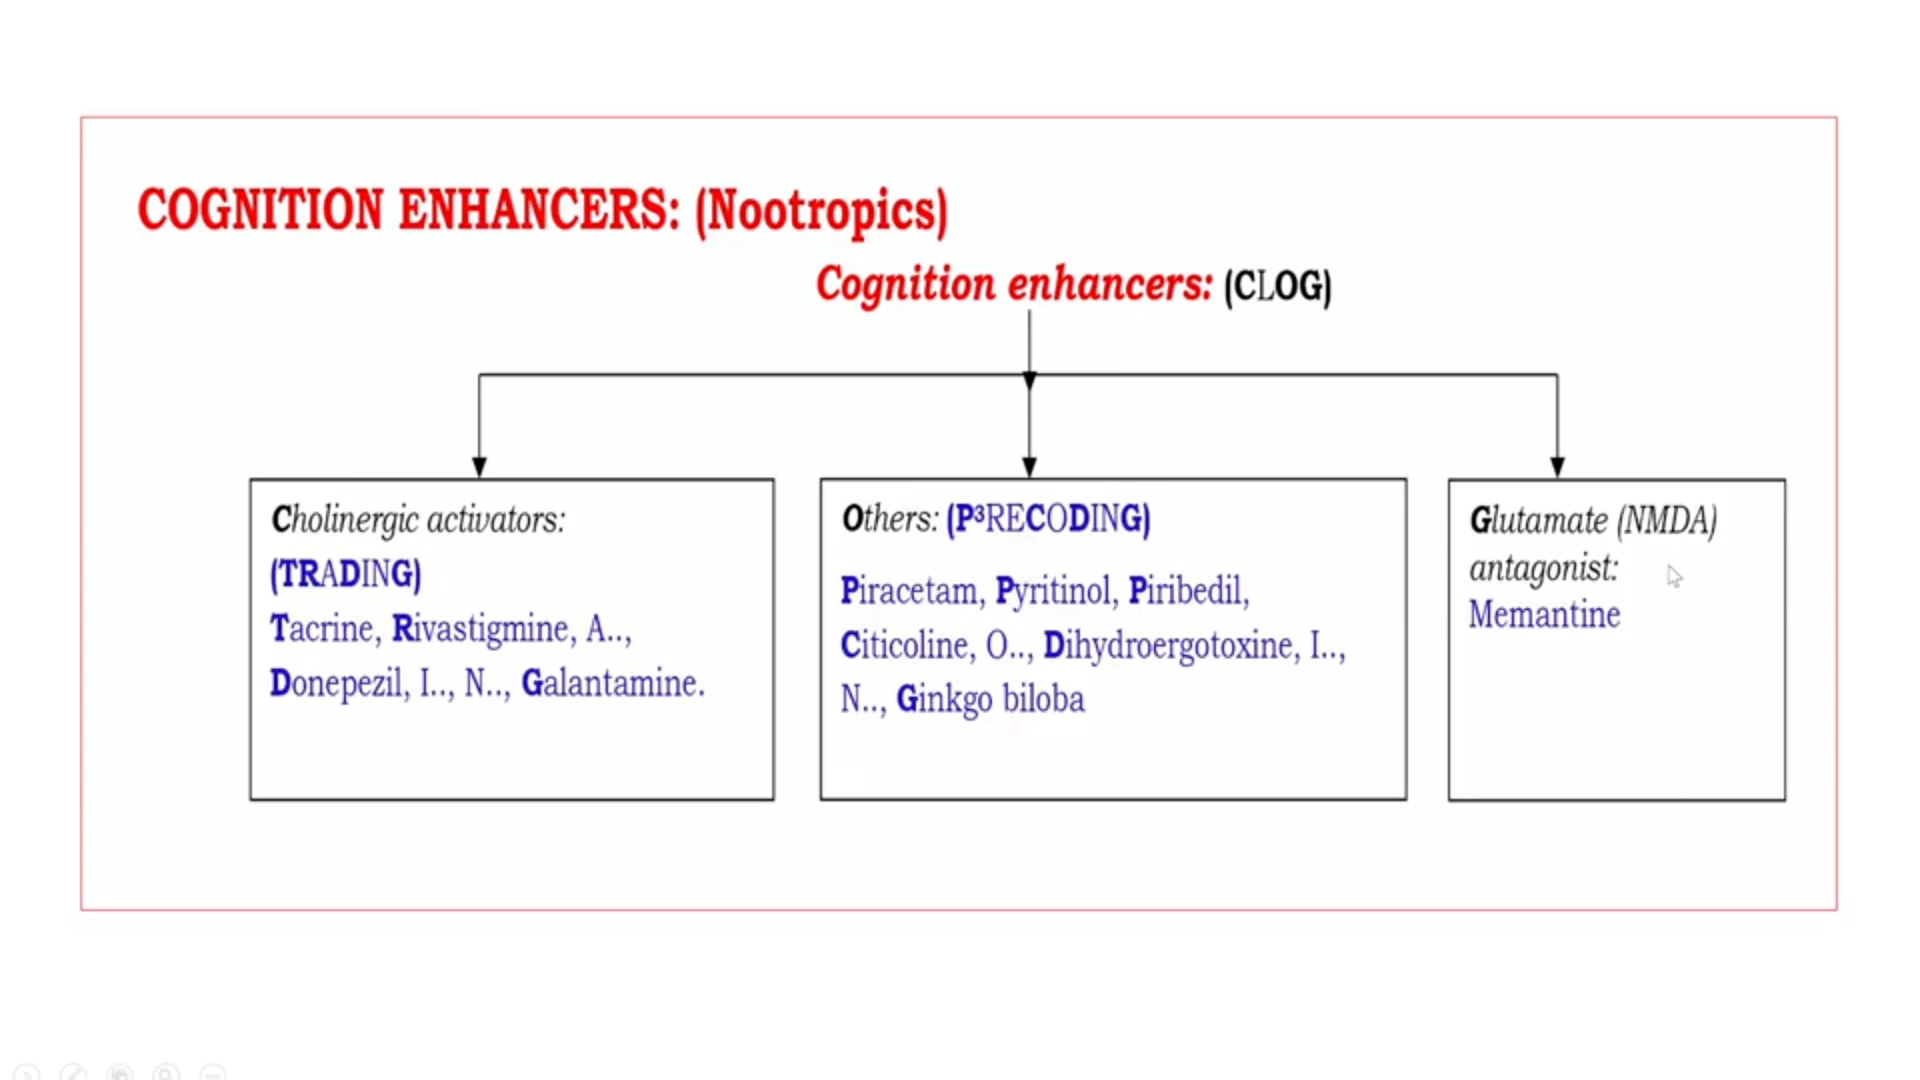 COGNITION ENHANCERS: (Nootropics)
Cognition enhancers: (CLOG)
Cholinergic activators:
(TRADING)
Tacrine, Rivastigmine, A..,
Donepezil, I.., N.., Galantamine.
Others: (P³RECODING)
Piracetam, Pyritinol, Piribedil,
Citicoline, O.., Dihydroergotoxine, I..,
N.., Ginkgo biloba
Glutamate (NMDA)
antagonist:
Memantine